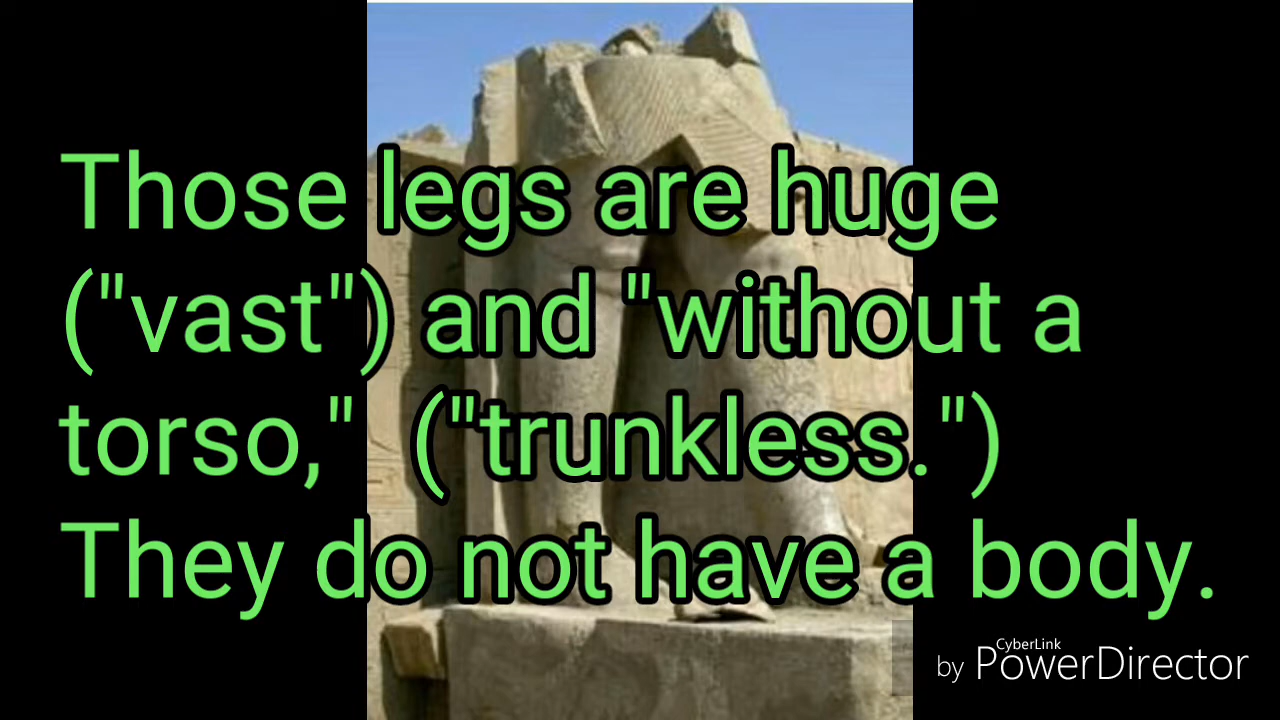 Those legs are huge
("vast") and "without a
torso,"  ("trunkless.")
They do not have a body.
CyberLink
by PowerDirector